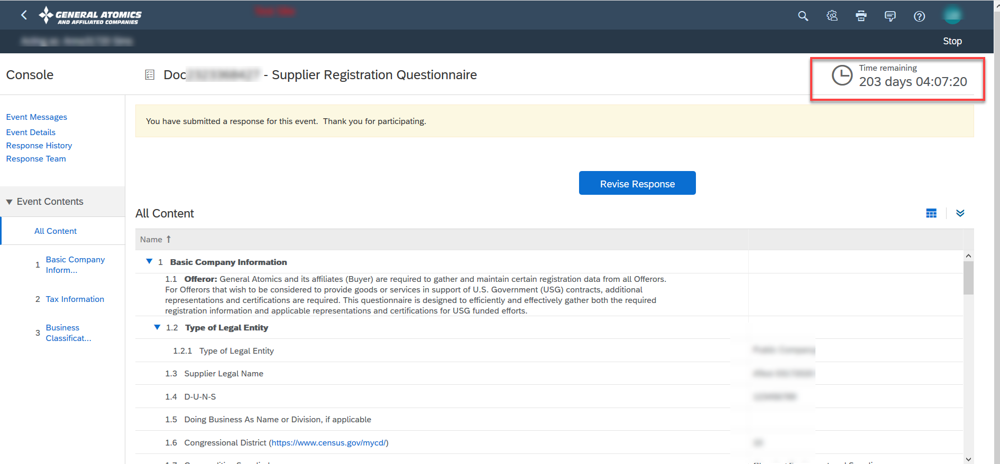 GENERAL ATOMICS
AND AFFILIATED COMPANIES
Stop
Console
Doc
- Supplier Registration Questionnaire
Time remaining
203 days 04:07:20
Event Messages
Event Details
Response History
Response Team
You have submitted a response for this event.  Thank you for participating.
Revise Response
Event Contents
All Content
1 Basic Company
Inform...
2 Tax Information
3 Business
Classificat...
All Content
Name ↑
1 Basic Company Information
1.1 Offeror: General Atomics and its affiliates (Buyer) are required to gather and maintain certain registration data from all Offerors.
For Offerors that wish to be considered to provide goods or services in support of U.S. Government (USG) contracts, additional
representations and certifications are required. This questionnaire is designed to efficiently and effectively gather both the required
registration information and applicable representations and certifications for USG funded efforts.
1.2 Type of Legal Entity
1.2.1 Type of Legal Entity
1.3 Supplier Legal Name
1.4 D-U-N-S
1.5 Doing Business As Name or Division, if applicable
1.6 Congressional District (https://www.census.gov/mycd/)